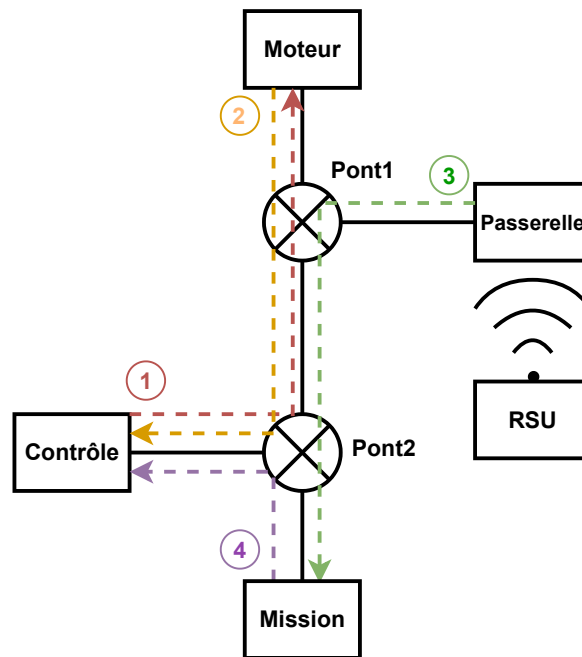 Moteur
2
Pont1
3
Passerelle
1
RSU
Contrôle
Pont2
4
Mission